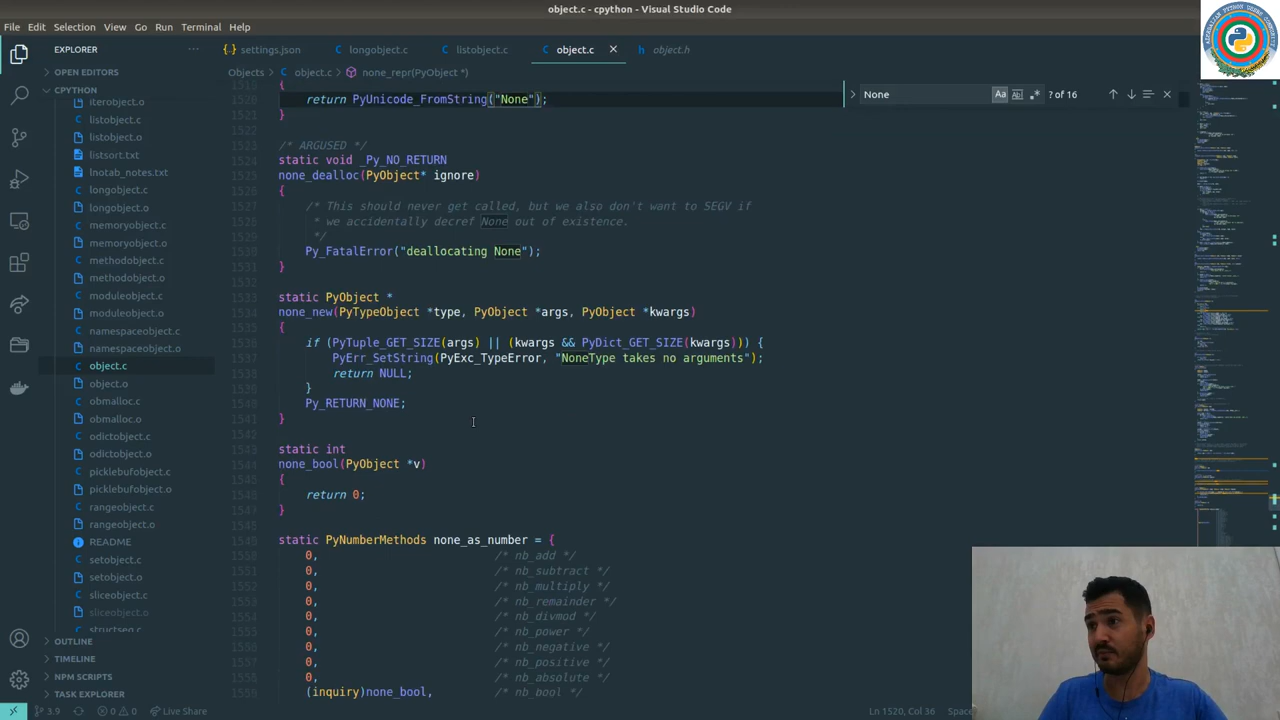 object.c - cpython - Visual Studio Code
File Edit Selection View Go Run Terminal Help
EXPLORER ···
settings.json longobject.c listobject.c object.c object.h
OPEN EDITORS
Objects object.c none_repr(PyObject *)
CPYTHON
iterobject.o
listobject.c
listobject.o
listsort.txt
lnotab_notes.txt
longobject.c
longobject.o
memoryobject.c
memoryobject.o
methodobject.c
methodobject.o
moduleobject.c
moduleobject.o
namespaceobject.c
namespaceobject.o
object.c
object.o
obmalloc.c
obmalloc.o
odictobject.c
odictobject.o
picklebufobject.c
picklebufobject.o
rangeobject.c
rangeobject.o
README
setobject.c
setobject.o
sliceobject.c
sliceobject.o
structseq.c
OUTLINE
TIMELINE
NPM SCRIPTS
TASK EXPLORER
None Aa ? of 16
{
return PyUnicode_FromString("None");
}
/* ARGUSED */
static void _Py_NO_RETURN
none_dealloc(PyObject* ignore)
{
/* This should never get called, but we also don't want to SEGV if
* we accidentally decref None out of existence.
*/
Py_FatalError("deallocating None");
}
static PyObject *
none_new(PyTypeObject *type, PyObject *args, PyObject *kwargs)
{
if (PyTuple_GET_SIZE(args) || (kwargs && PyDict_GET_SIZE(kwargs))) {
PyErr_SetString(PyExc_TypeError, "NoneType takes no arguments");
return NULL;
}
Py_RETURN_NONE;
}
static int
none_bool(PyObject *v)
{
return 0;
}
static PyNumberMethods none_as_number = {
0, /* nb_add */
0, /* nb_subtract */
0, /* nb_multiply */
0, /* nb_remainder */
0, /* nb_divmod */
0, /* nb_power */
0, /* nb_negative */
0, /* nb_positive */
0, /* nb_absolute */
(inquiry)none_bool, /* nb_bool */
3.9 0 0 Live Share Ln 1520, Col 36
AZERBAIJANI PYTHON USERS COMMUNITY